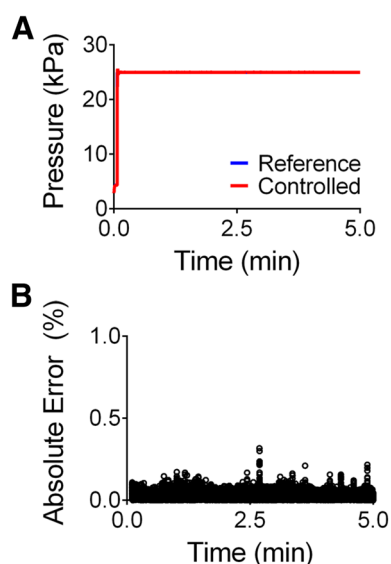 A
Pressure (kPa)
30
20
10
0
Reference
Controlled
0.0 2.5 5.0
Time (min)
B
Absolute Error (%)
1.0
0.5
0.0
0.0 2.5 5.0
Time (min)